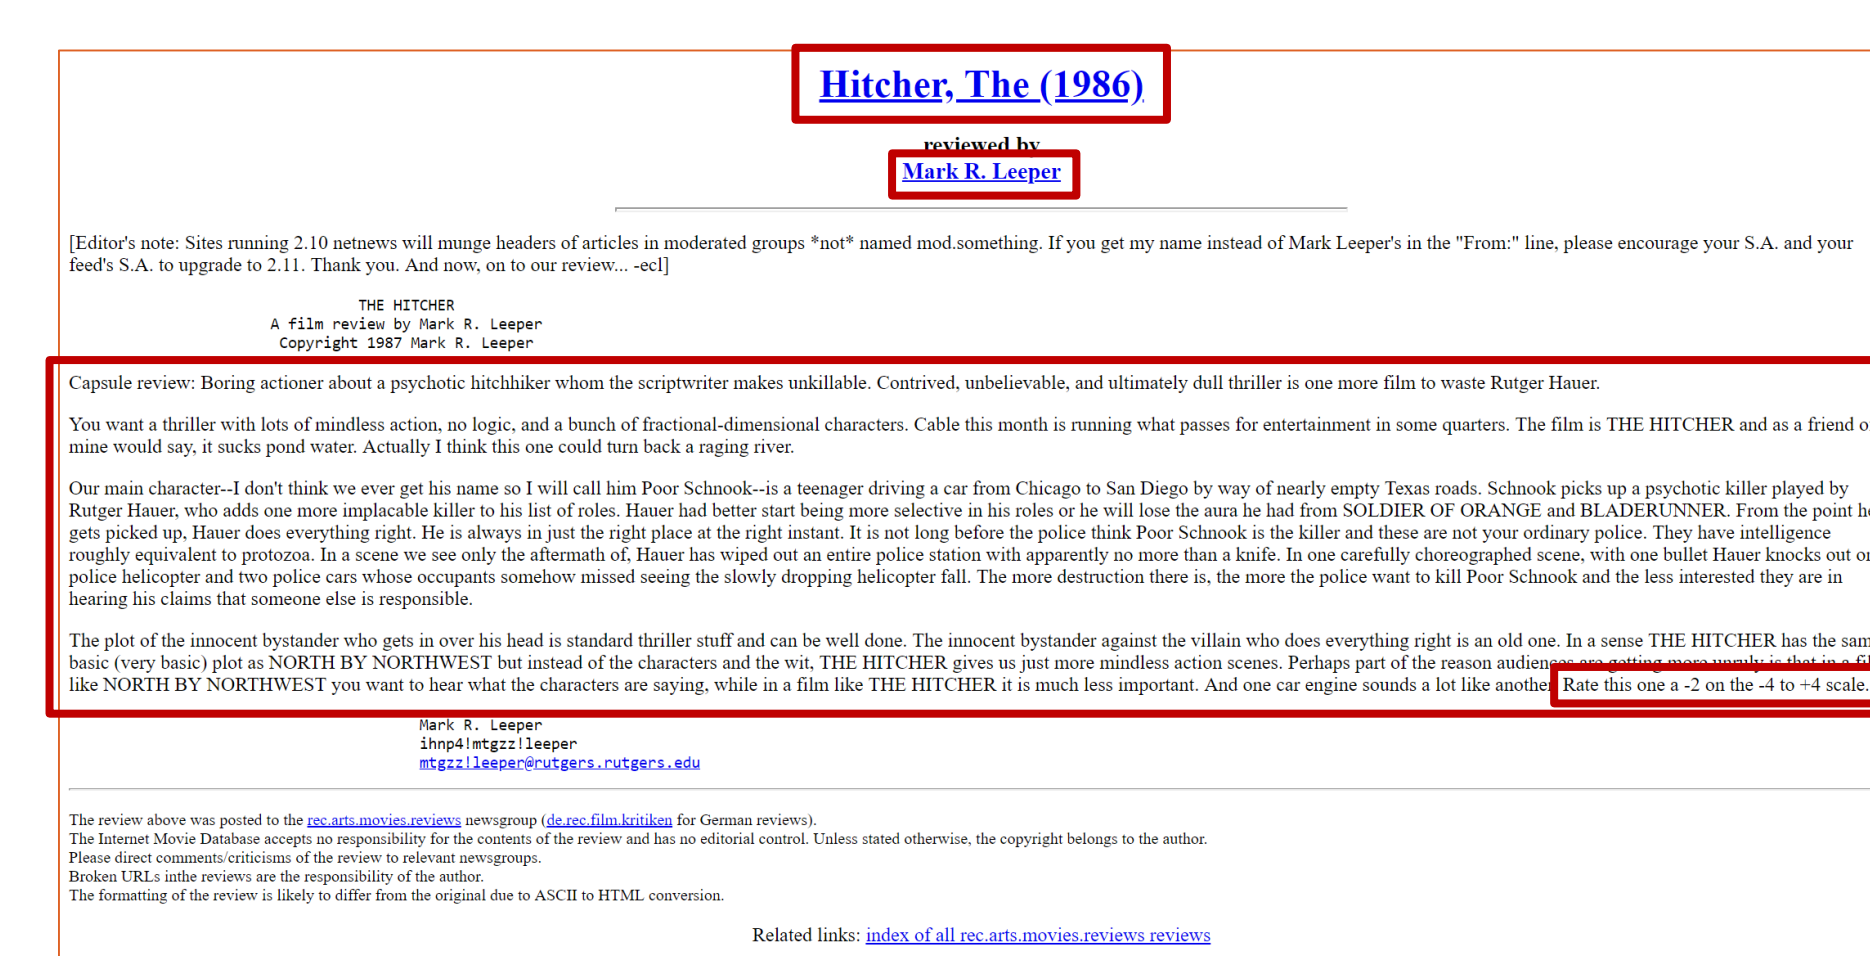 Hitcher, The (1986)
reviewed by
Mark R. Leeper
[Editor's note: Sites running 2.10 netnews will munge headers of articles in moderated groups *not* named mod.something. If you get my name instead of Mark Leeper's in the "From:" line, please encourage your S.A. and your
feed's S.A. to upgrade to 2.11. Thank you. And now, on to our review... -ecl]
THE HITCHER
A film review by Mark R. Leeper
Copyright 1987 Mark R. Leeper
Capsule review: Boring actioner about a psychotic hitchhiker whom the scriptwriter makes unkillable. Contrived, unbelievable, and ultimately dull thriller is one more film to waste Rutger Hauer.
You want a thriller with lots of mindless action, no logic, and a bunch of fractional-dimensional characters. Cable this month is running what passes for entertainment in some quarters. The film is THE HITCHER and as a friend
mine would say, it sucks pond water. Actually I think this one could turn back a raging river.
Our main character--I don't think we ever get his name so I will call him Poor Schnook--is a teenager driving a car from Chicago to San Diego by way of nearly empty Texas roads. Schnook picks up a psychotic killer played by
Rutger Hauer, who adds one more implacable killer to his list of roles. Hauer had better start being more selective in his roles or he will lose the aura he had from SOLDIER OF ORANGE and BLADERUNNER. From the point he
gets picked up, Hauer does everything right. He is always in just the right place at the right instant. It is not long before the police think Poor Schnook is the killer and these are not your ordinary police. They have intelligence
roughly equivalent to protozoa. In a scene we see only the aftermath of, Hauer has wiped out an entire police station with apparently no more than a knife. In one carefully choreographed scene, with one bullet Hauer knocks out
police helicopter and two police cars whose occupants somehow missed seeing the slowly dropping helicopter fall. The more destruction there is, the more the police want to kill Poor Schnook and the less interested they are in
hearing his claims that someone else is responsible.
The plot of the innocent bystander who gets in over his head is standard thriller stuff and can be well done. The innocent bystander against the villain who does everything right is an old one. In a sense THE HITCHER has the
basic (very basic) plot as NORTH BY NORTHWEST but instead of the characters and the wit, THE HITCHER gives us just more mindless action scenes. Perhaps part of the reason audiences are getting more unruly is that in a
like NORTH BY NORTHWEST you want to hear what the characters are saying, while in a film like THE HITCHER it is much less important. And one car engine sounds a lot like another Rate this one a -2 on the -4 to +4 scale.
Mark R. Leeper
ihnp4!mtgzz!leeper
mtgzz!leeper@rutgers.rutgers.edu
The review above was posted to the rec.arts.movies.reviews newsgroup (de.rec.film.kritiken for German reviews).
The Internet Movie Database accepts no responsibility for the contents of the review and has no editorial control. Unless stated otherwise, the copyright belongs to the author.
Please direct comments/criticisms of the review to relevant newsgroups.
Broken URLs inthe reviews are the responsibility of the author.
The formatting of the review is likely to differ from the original due to ASCII to HTML conversion.
Related links: index of all rec.arts.movies.reviews reviews